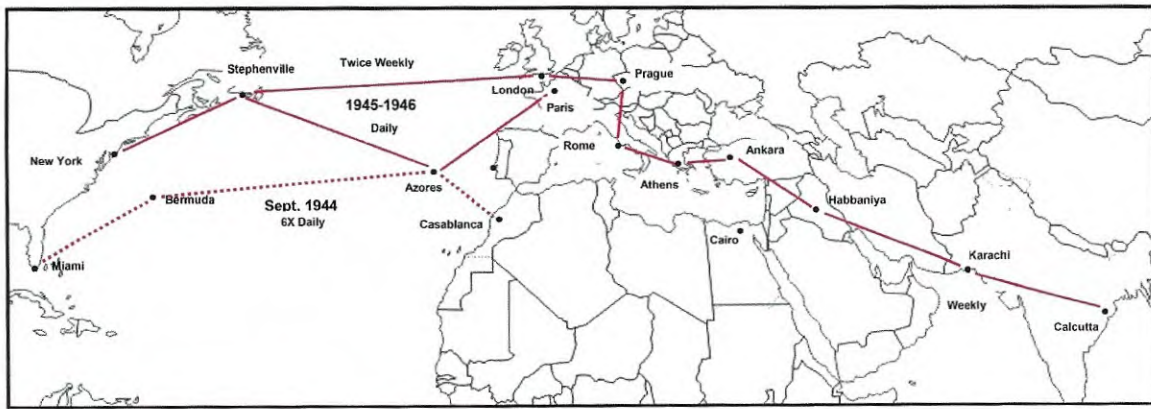 Twice Weekly
Stephenville
Prague
London
Paris
1945-1946
Daily
New York
Rome
Ankara
Athens
Azores
Bermuda
Sept. 1944
6X Daily
Habbaniya
Casablanca
Cairo
Karachi
Miami
Weekly
Calcutta